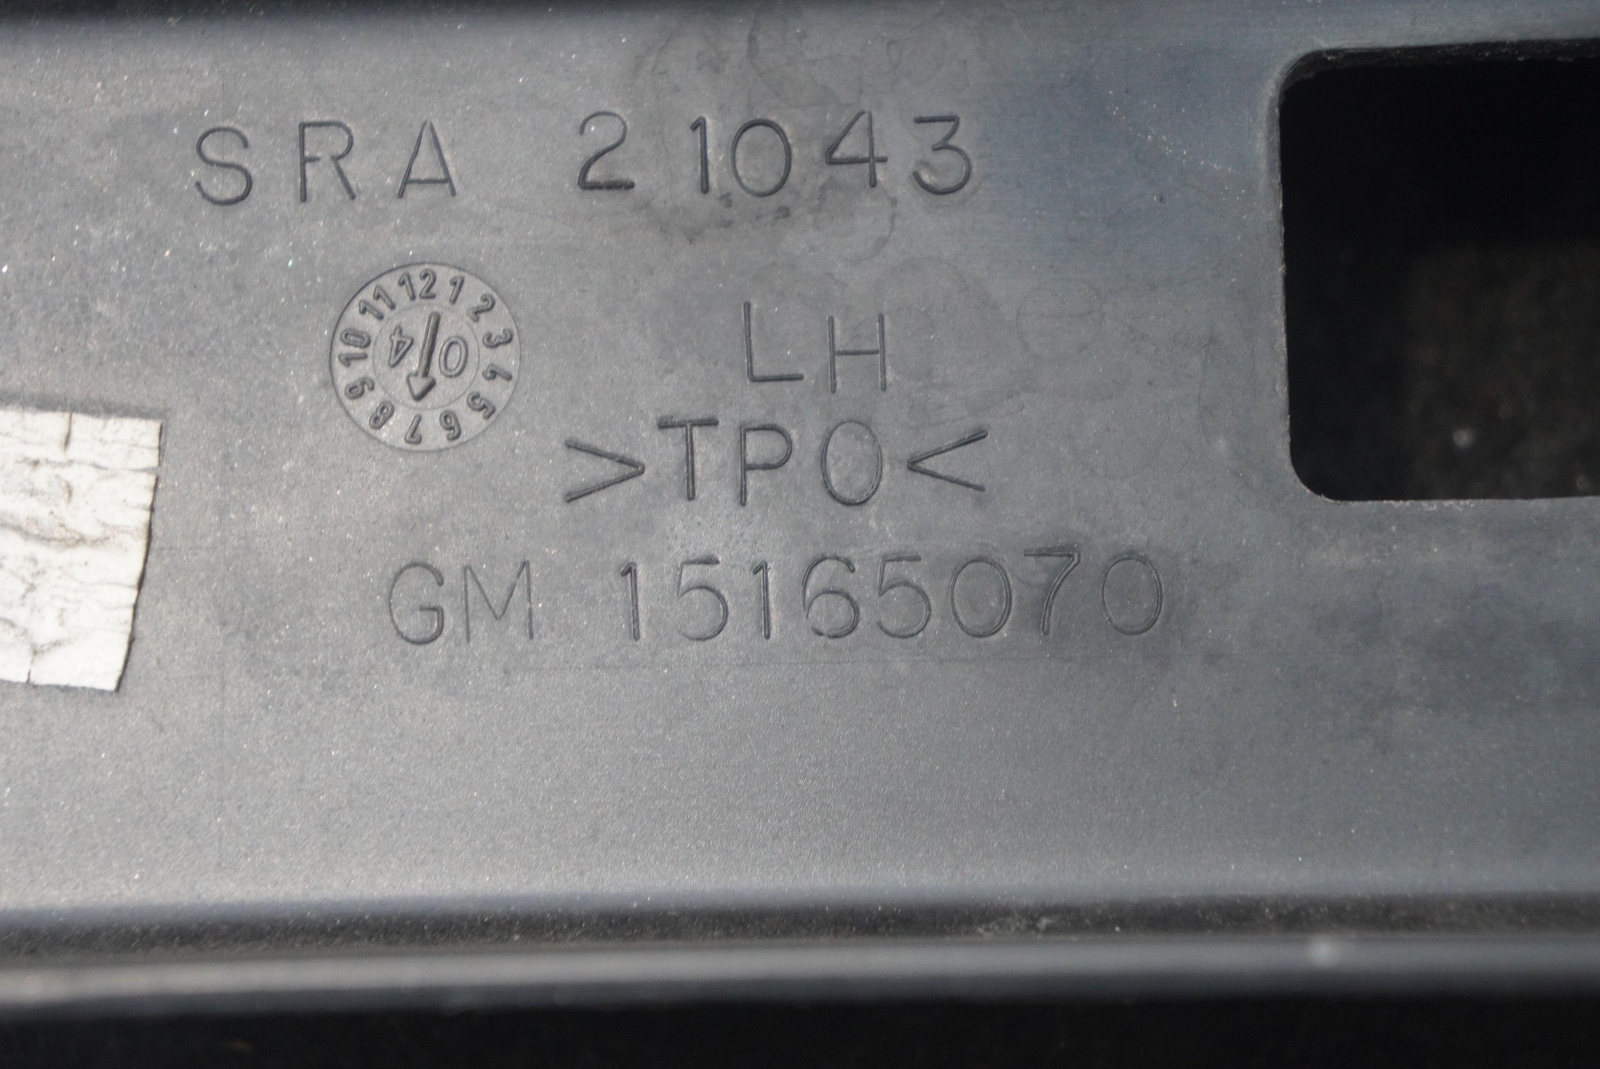 SRA 21043
12 1 2 3 4 5 6 7 8 9 10 11
04
LH
>TPO<
GM 15165070